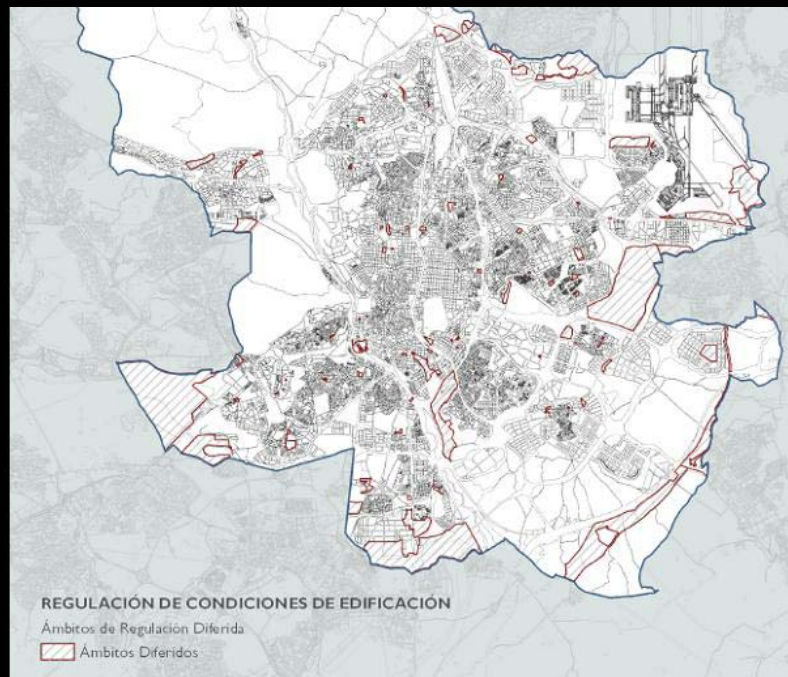 REGULACIÓN DE CONDICIONES DE EDIFICACIÓN
Ámbitos de Regulación Diferida
Ámbitos Diferidos